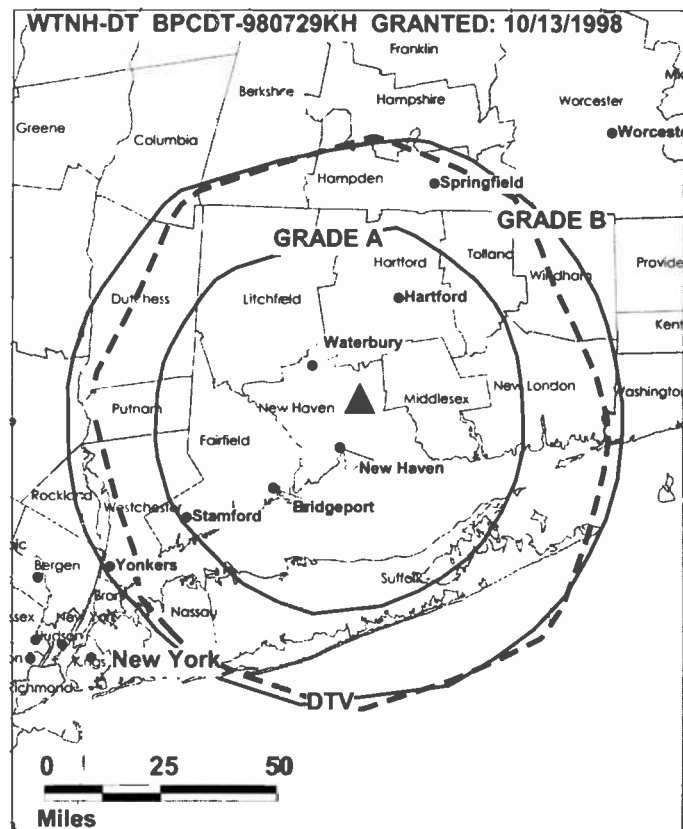 WTNH-DT BPCDT-980729KH GRANTED: 10/13/1998
Franklin
Berkshire
Hampshire
Worcester
Greene
Columbia
Worceste
Hampden
Springfield
GRADE B
GRADE A
Hartford
Tolland
Windham
Provide
Dutchess
Litchfield
Hartford
Kent
Waterbury
Putnam
New Haven
Middlesex
New London
Washington
Fairfield
New Haven
Rockland
Westchester
Bridgeport
Stamford
Bergen
Yonkers
Suffolk
Bron
ssex
New York
Nassau
Hudson
Kings
New York
Richmond
DTV
0 25 50
Miles